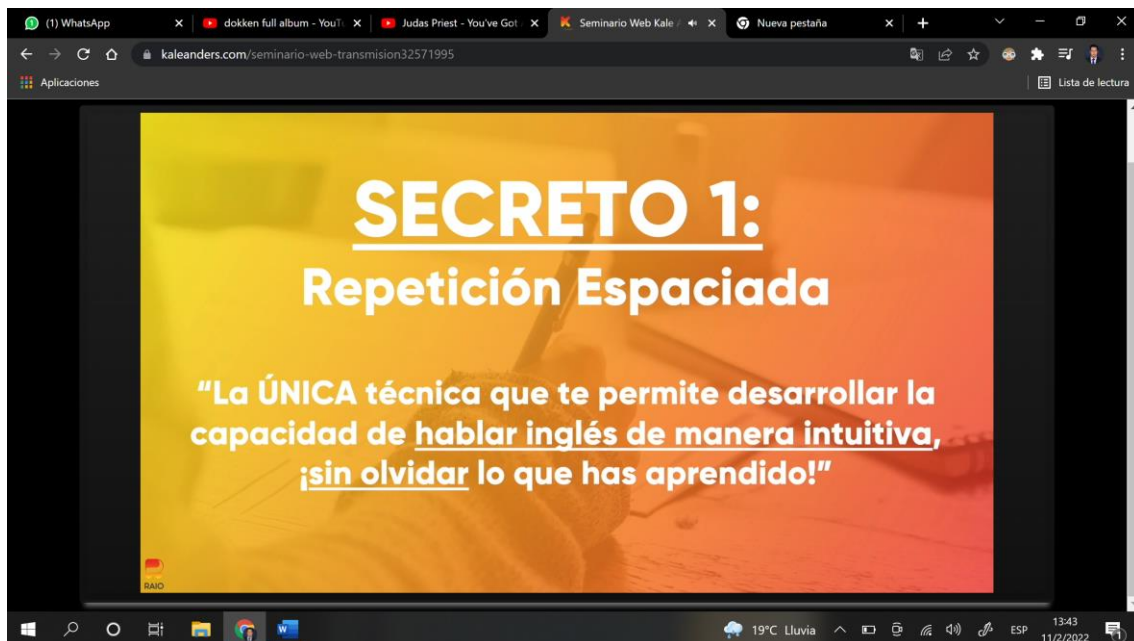 (1) WhatsApp
dokken full album - YouT
Judas Priest - You've Got
Seminario Web Kale
Nueva pestaña
kaleanders.com/seminario-web-transmision32571995
Aplicaciones
Lista de lectura
SECRETO 1:
Repetición Espaciada
“La ÚNICA técnica que te permite desarrollar la
capacidad de hablar inglés de manera intuitiva,
¡sin olvidar lo que has aprendido!”
RAIO
19°C Lluvia
ESP
13:43
11/2/2022